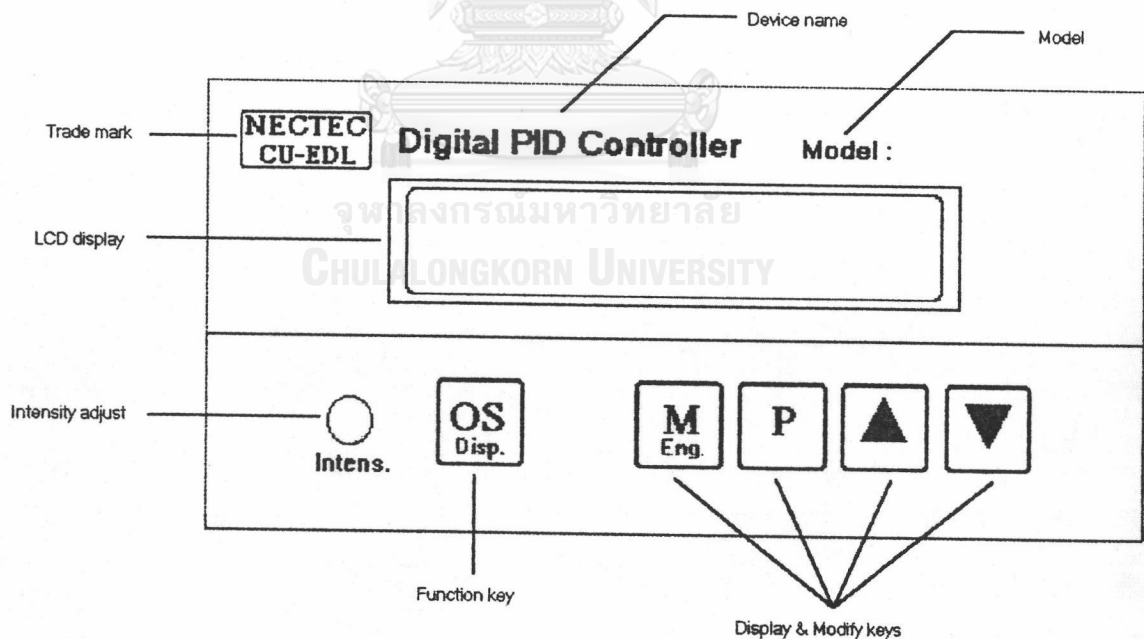 Device name
Model
Trade mark
NECTEC
CU-EDL
Digital PID Controller
Model :
จุฬาลงกรณ์มหาวิทยาลัย
LCD display
CHULALONGKORN UNIVERSITY
Intensity adjust
Intens.
OS
Disp.
M
Eng.
P
Function key
Display & Modify keys